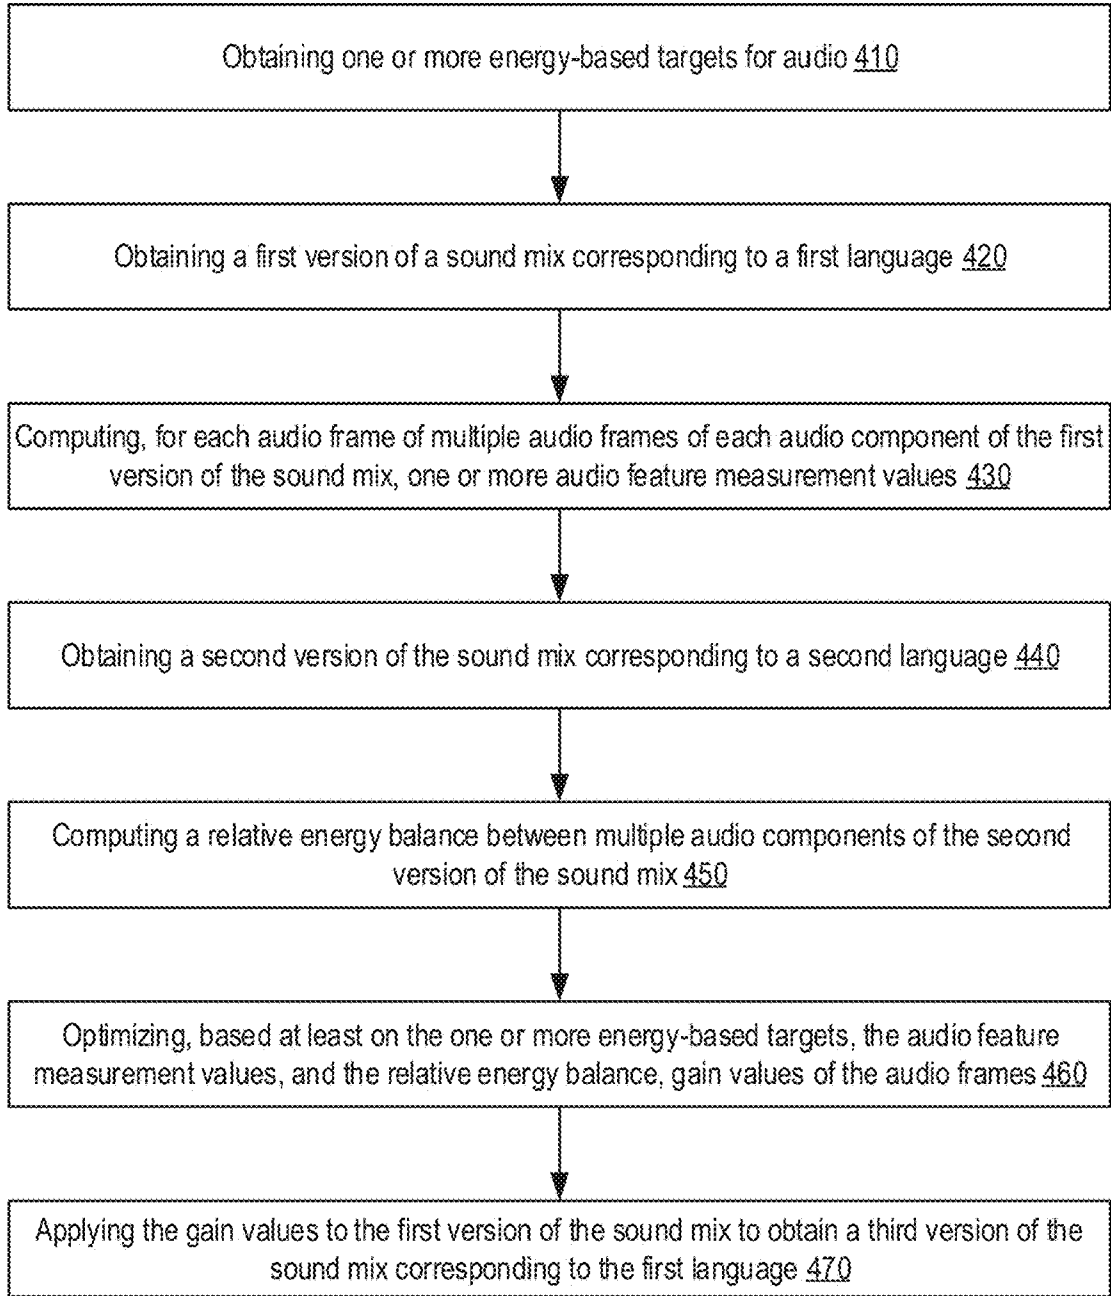 Obtaining one or more energy-based targets for audio 410
Obtaining a first version of a sound mix corresponding to a first language 420
Computing, for each audio frame of multiple audio frames of each audio component of the first
version of the sound mix, one or more audio feature measurement values 430
Obtaining a second version of the sound mix corresponding to a second language 440
Computing a relative energy balance between multiple audio components of the second
version of the sound mix 450
Optimizing, based at least on the one or more energy-based targets, the audio feature
measurement values, and the relative energy balance, gain values of the audio frames 460
Applying the gain values to the first version of the sound mix to obtain a third version of the
sound mix corresponding to the first language 470